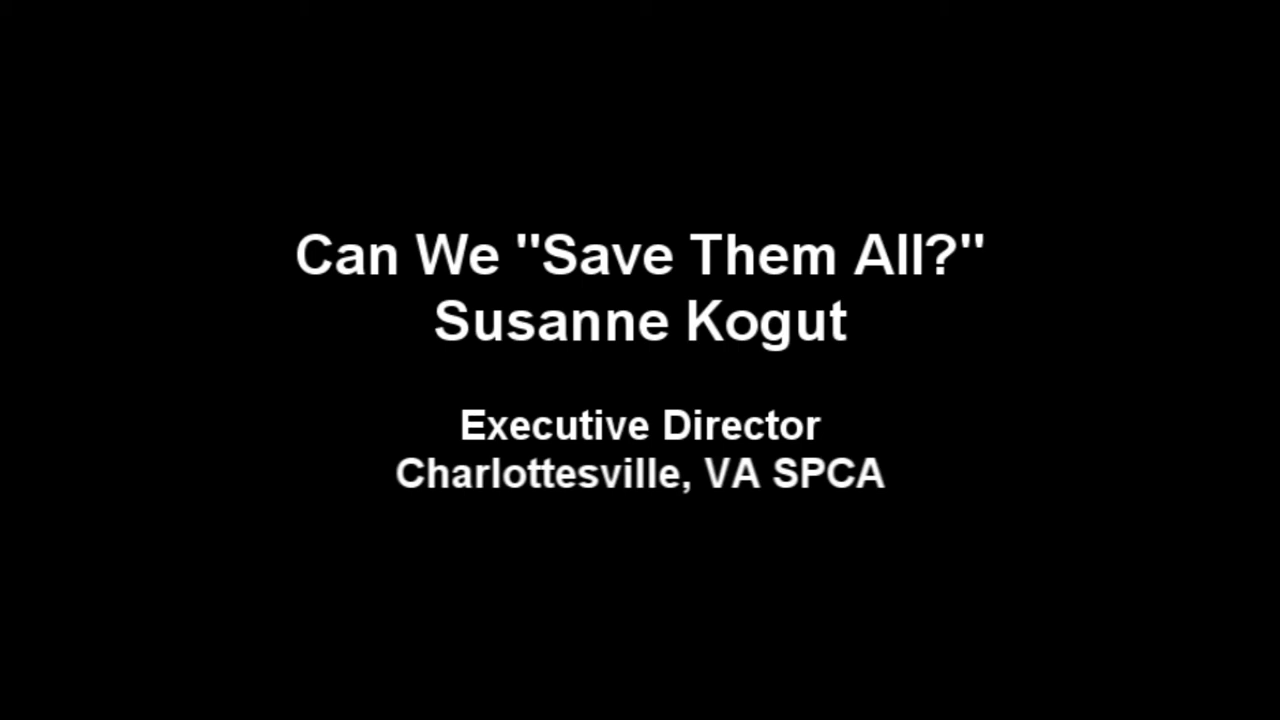 Can We "Save Them All?"
Susanne Kogut
Executive Director
Charlottesville, VA SPCA